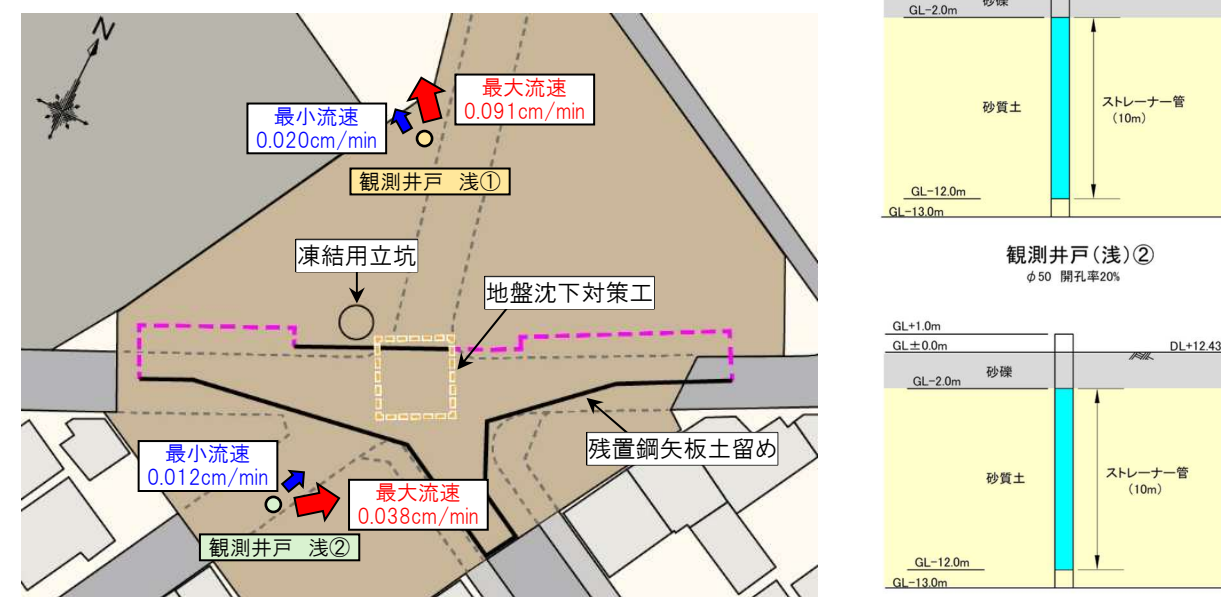 N
最大流速
0.091cm/min
最小流速
0.020cm/min
観測井戸 浅①
凍結用立坑
地盤沈下対策工
残置鋼矢板土留め
最小流速
0.012cm/min
最大流速
0.038cm/min
観測井戸 浅②
砂礫
GL-2.0m
砂質土
ストレーナー管
(10m)
GL-12.0m
GL-13.0m
観測井戸(浅)②
φ50 開孔率20%
GL+1.0m
GL±0.0m
DL+12.43
砂礫
GL-2.0m
砂質土
ストレーナー管
(10m)
GL-12.0m
GL-13.0m